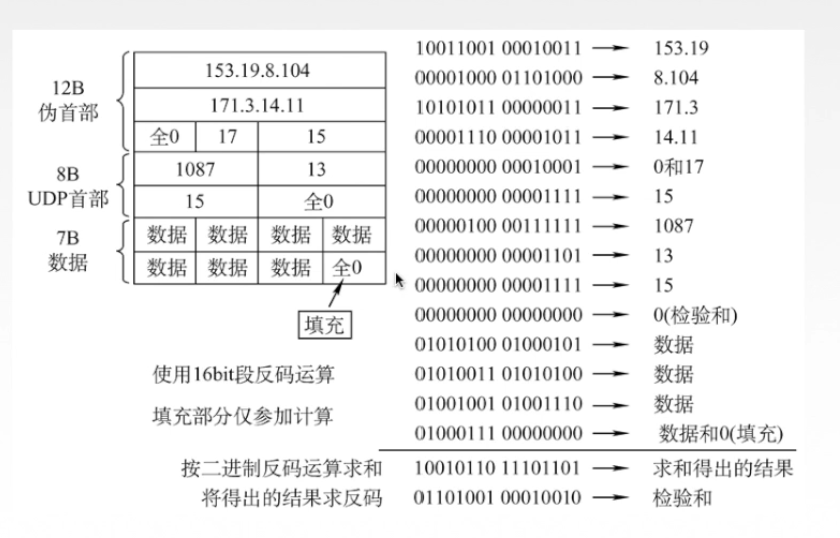 12B
伪首部
153.19.8.104
171.3.14.11
全0 17 15
8B
UDP首部
1087 13
15 全0
7B
数据
数据 数据 数据 数据
数据 数据 数据 全0
填充
使用16bit段反码运算
填充部分仅参加计算
10011001 00010011 → 153.19
00001000 01101000 → 8.104
10101011 00000011 → 171.3
00001110 00001011 → 14.11
00000000 00010001 → 0和17
00000000 00001111 → 15
00000100 00111111 → 1087
00000000 00001101 → 13
00000000 00001111 → 15
00000000 00000000 → 0(检验和)
01010100 01000101 → 数据
01010011 01010100 → 数据
01001001 01001110 → 数据
01000111 00000000 → 数据和0(填充)
按二进制反码运算求和 10010110 11101101 → 求和得出的结果
将得出的结果求反码 01101001 00010010 → 检验和